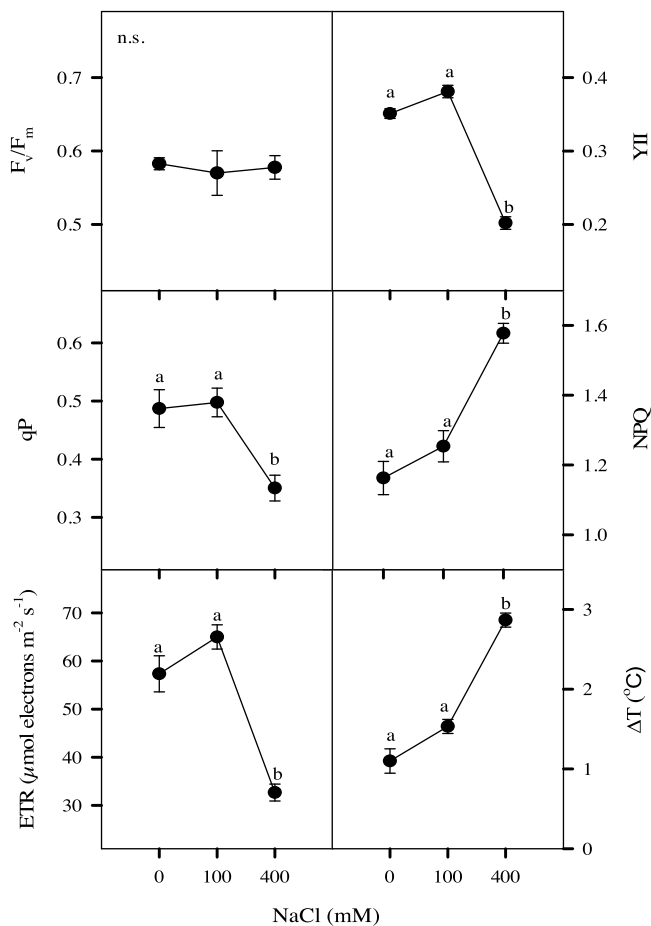 n.s.
a
a
b
0.7
0.6
0.5
Fv/Fm
0.4
0.3
0.2
YII
a
a
b
0.6
0.5
0.4
0.3
qP
a
a
b
1.6
1.4
1.2
1.0
NPQ
a
a
b
70
60
50
40
30
ETR (µmol electrons m⁻² s⁻¹)
a
a
b
3
2
1
0
ΔT (°C)
0 100 400 0 100 400
NaCl (mM)